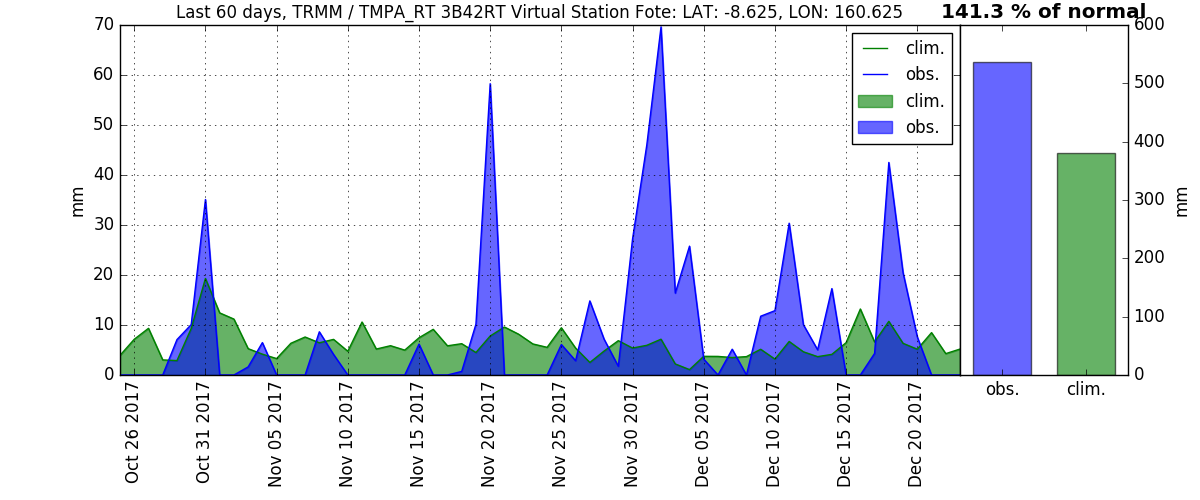 Last 60 days, TRMM / TMPA_RT 3B42RT Virtual Station Fote: LAT: -8.625, LON: 160.625
141.3 % of normal
70
60
50
40
30
20
10
0
mm
clim.
obs.
clim.
obs.
Oct 26 2017
Oct 31 2017
Nov 05 2017
Nov 10 2017
Nov 15 2017
Nov 20 2017
Nov 25 2017
Nov 30 2017
Dec 05 2017
Dec 10 2017
Dec 15 2017
Dec 20 2017
600
500
400
300
200
100
0
mm
obs.
clim.